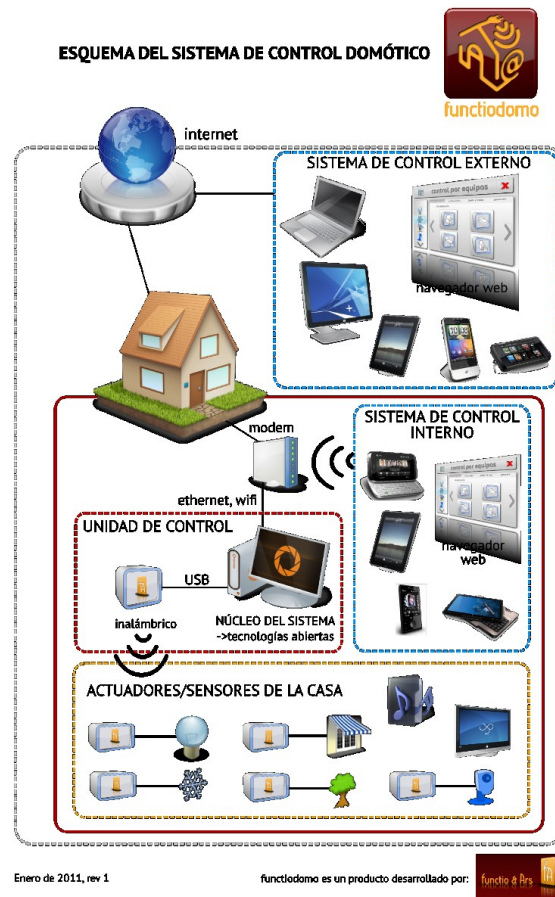 ESQUEMA DEL SISTEMA DE CONTROL DOMÓTICO
functiodomo
internet
SISTEMA DE CONTROL EXTERNO
control por equipos
navegador web
modem
SISTEMA DE CONTROL
INTERNO
control por equipos
navegador
web
ethernet, wifi
UNIDAD DE CONTROL
USB
inalámbrico
NÚCLEO DEL SISTEMA
->tecnologías abiertas
ACTUADORES/SENSORES DE LA CASA
Enero de 2011, rev 1
functiodomo es un producto desarrollado por:
functio & Ars
fA